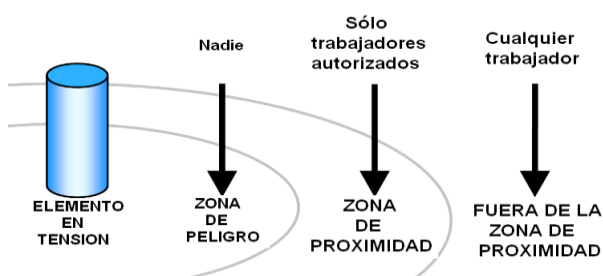 Nadie
Sólo
trabajadores
autorizados
Cualquier
trabajador
ELEMENTO
EN
TENSION
ZONA
DE
PELIGRO
ZONA
DE
PROXIMIDAD
FUERA DE LA
ZONA DE
PROXIMIDAD